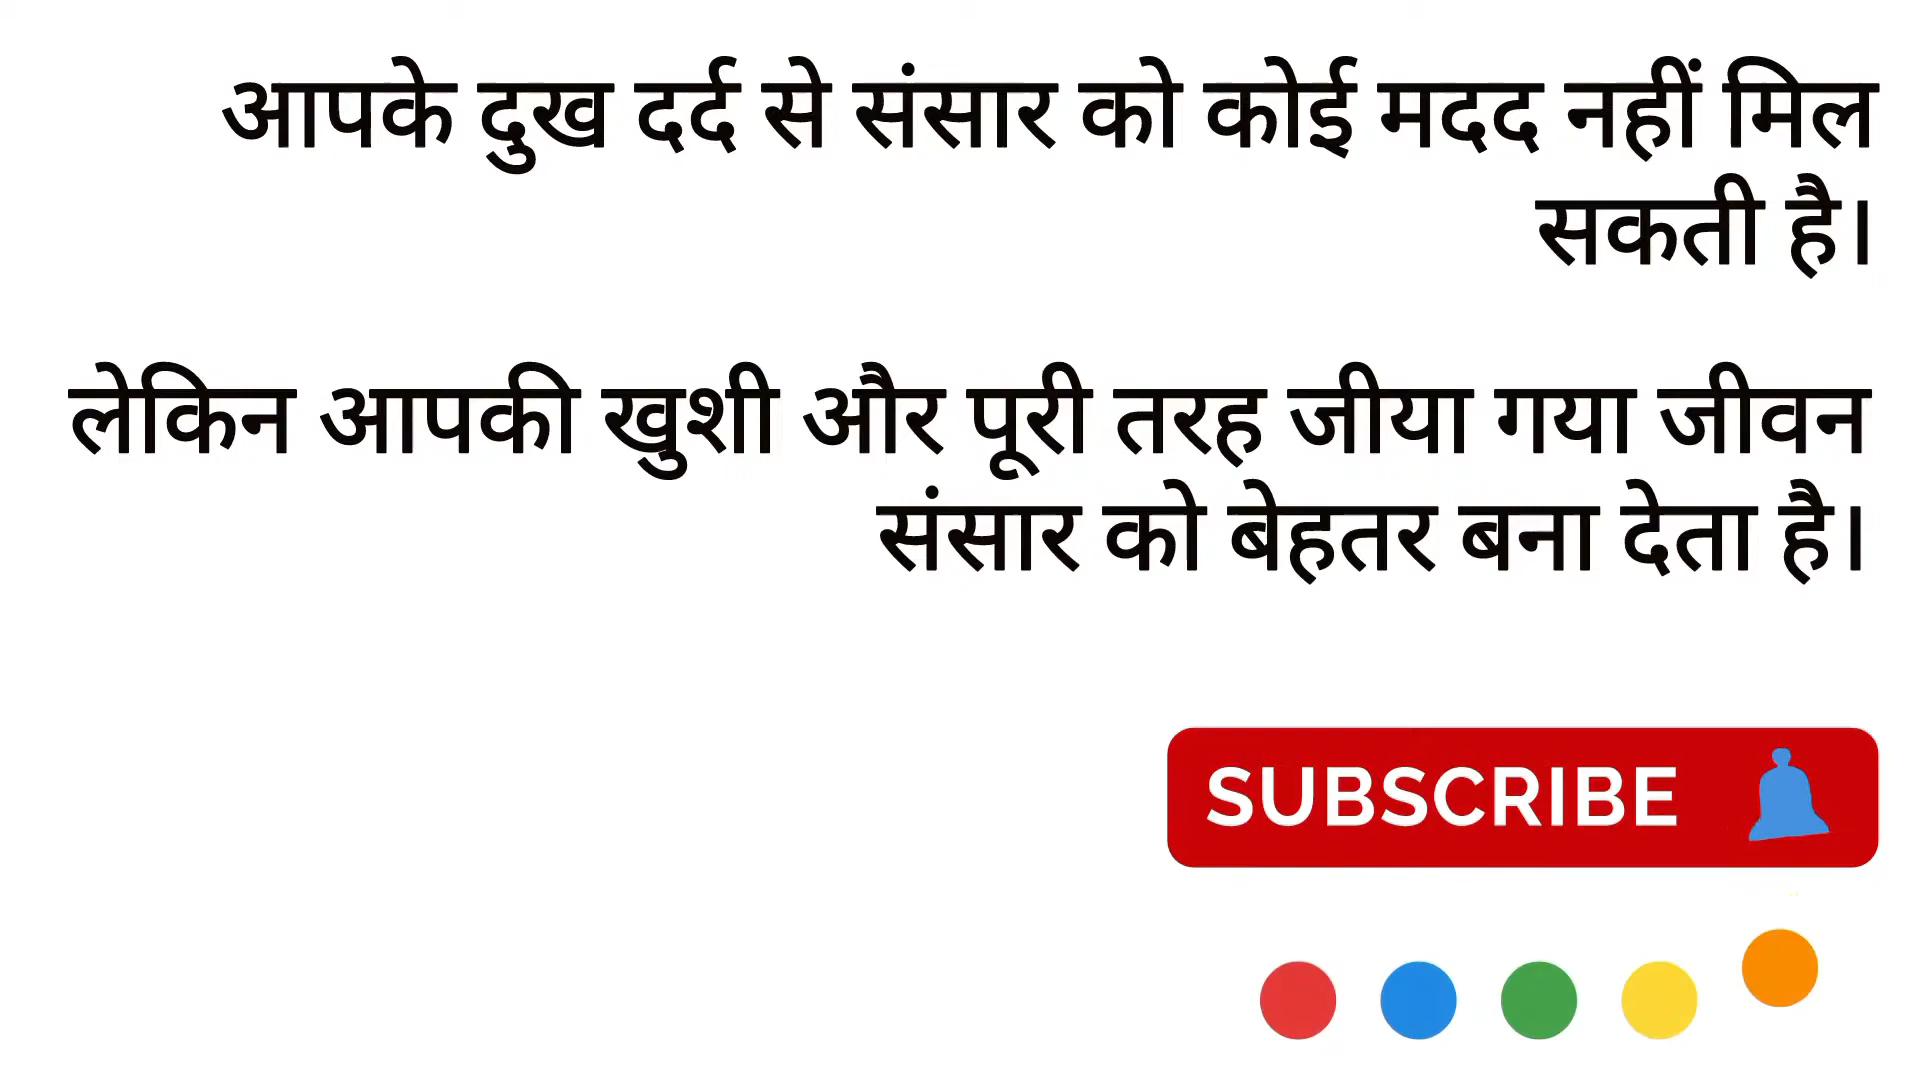 आपके दुख दर्द से संसार को कोई मदद नहीं मिल
सकती है।
लेकिन आपकी खुशी और पूरी तरह जीया गया जीवन
संसार को बेहतर बना देता है।
SUBSCRIBE